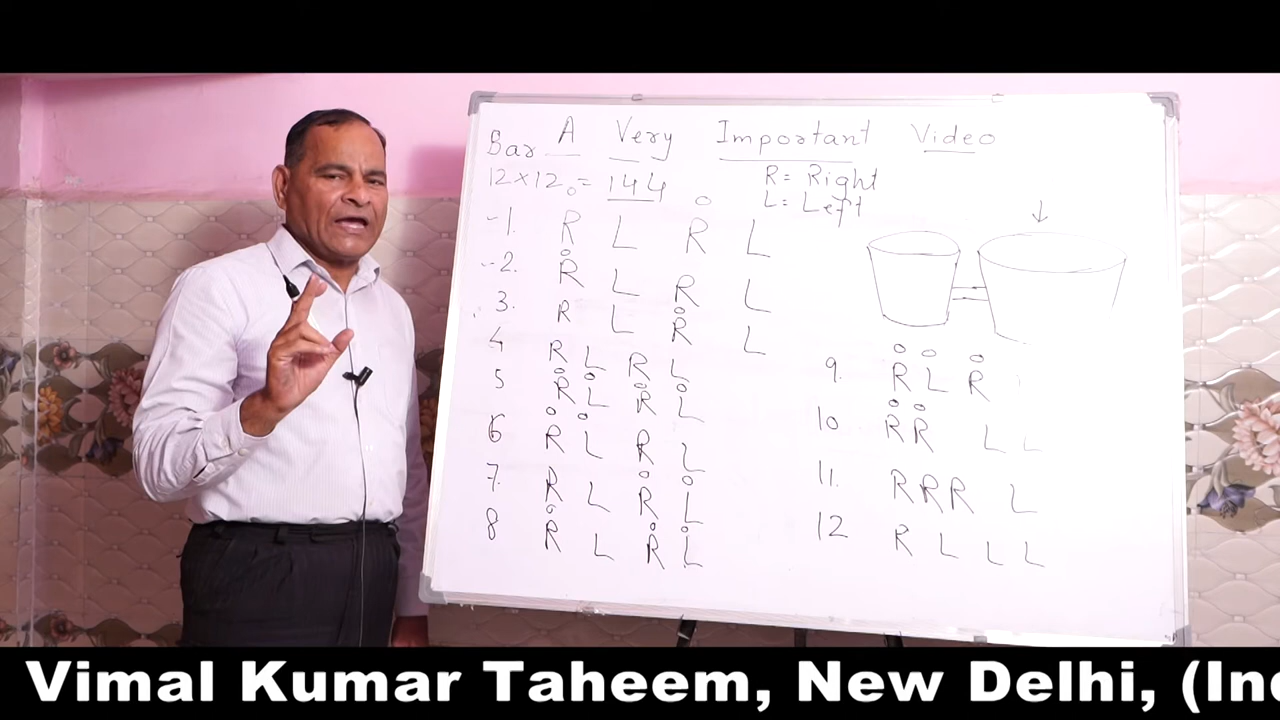 A Very Important Video
Bar
12×12 = 144
R = Right
L = Left
1. R L R L
2. R L R L
3. R L R L
4 R L R L
5 R L R L
6 R L R L
7. R L R L
8 R L R L
9. R L R
10 R R L L
11. R R R L
12 R L L L
Vimal Kumar Taheem, New Delhi, (Ind